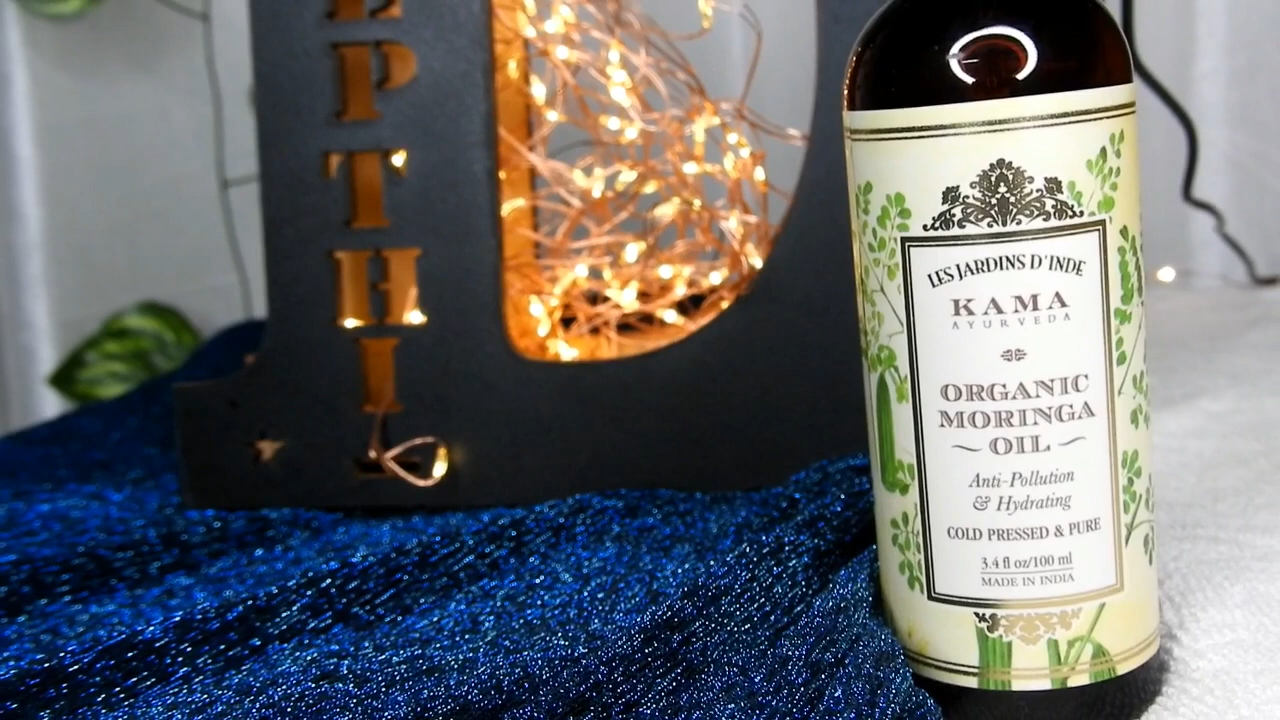 P
T
H
I
LES JARDINS D'INDE
KAMA
AYURVEDA
ORGANIC
MORINGA
~ OIL ~
Anti-Pollution
& Hydrating
COLD PRESSED & PURE
3.4 fl oz/100 ml
MADE IN INDIA